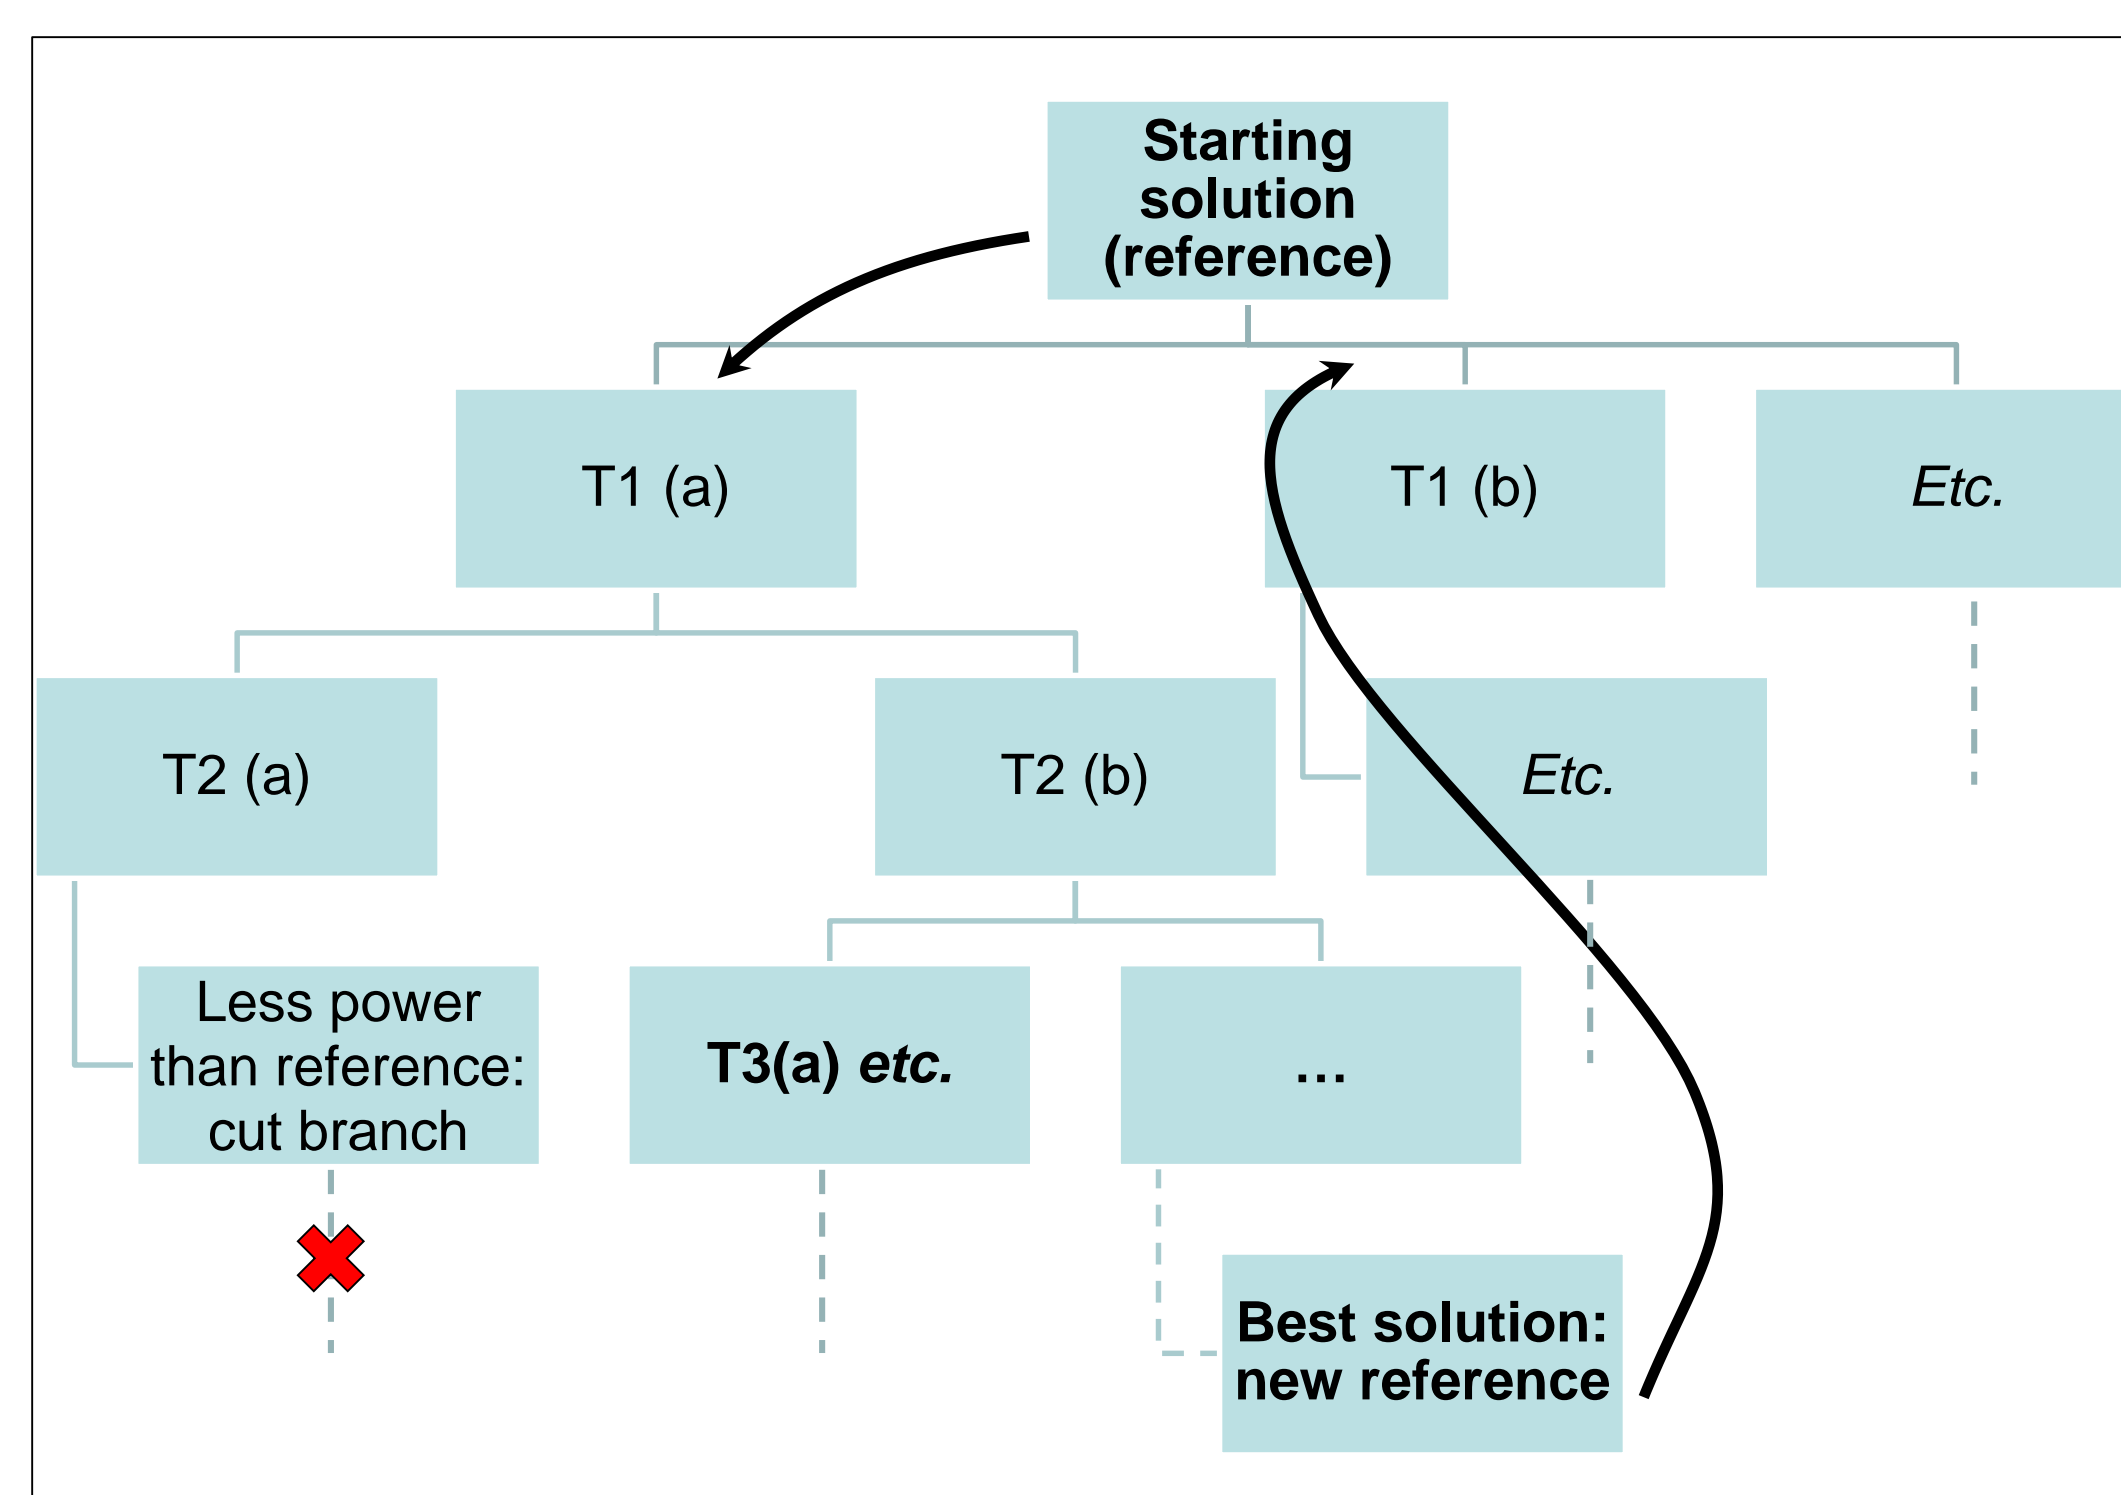 Starting
solution
(reference)
T1 (a)
T1 (b)
Etc.
T2 (a)
T2 (b)
Etc.
Less power
than reference:
cut branch
T3(a) etc.
...
Best solution:
new reference